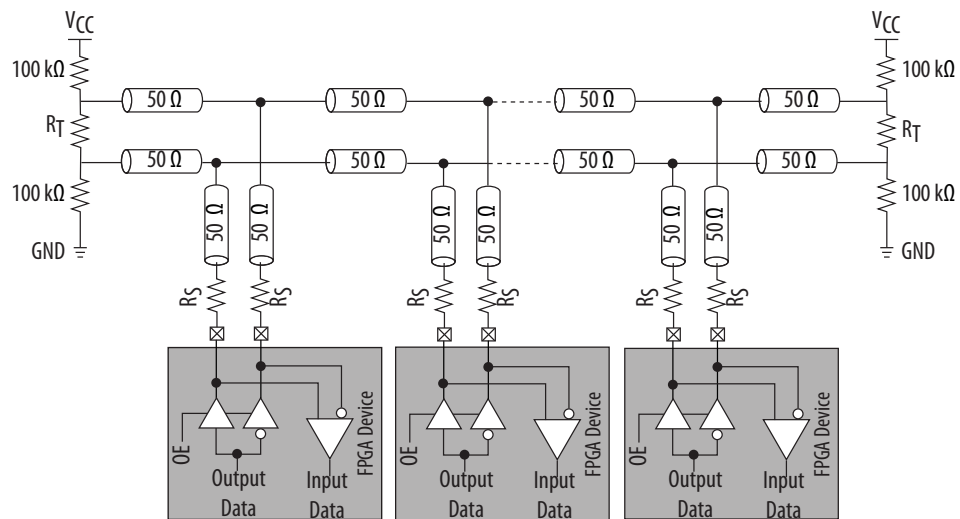 VCC
VCC
100 kΩ
100 kΩ
50 Ω
50 Ω
50 Ω
50 Ω
RT
RT
50 Ω
50 Ω
50 Ω
50 Ω
100 kΩ
100 kΩ
50 Ω
50 Ω
50 Ω
50 Ω
50 Ω
50 Ω
GND
GND
RS
RS
RS
RS
RS
RS
OE
FPGA Device
Output
Data
Input
Data
OE
FPGA Device
Output
Data
Input
Data
OE
FPGA Device
Output
Data
Input
Data